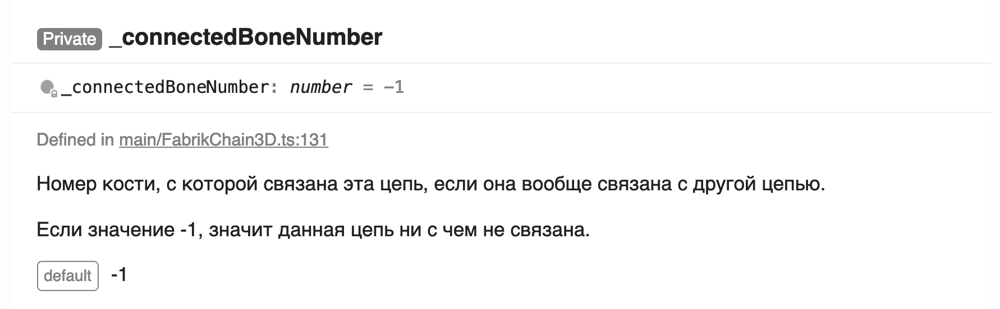 Private _connectedBoneNumber
_connectedBoneNumber: number = -1
Defined in main/FabrikChain3D.ts:131
Номер кости, с которой связана эта цепь, если она вообще связана с другой цепью.
Если значение -1, значит данная цепь ни с чем не связана.
default -1